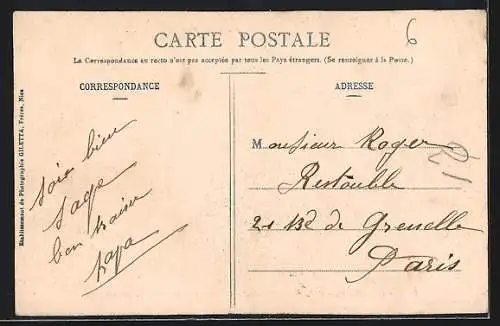 6
CARTE POSTALE
La Correspondance au recto n'est pas acceptée par tous les Pays étrangers. (Se renseigner à la Poste.)
CORRESPONDANCE
ADRESSE
Etablissement de Photographie GILETTA, Frères, Nice
Sois bien
sage
bon baiser
papa
Monsieur Roger
Restouble
21 Bd de Grenelle
Paris